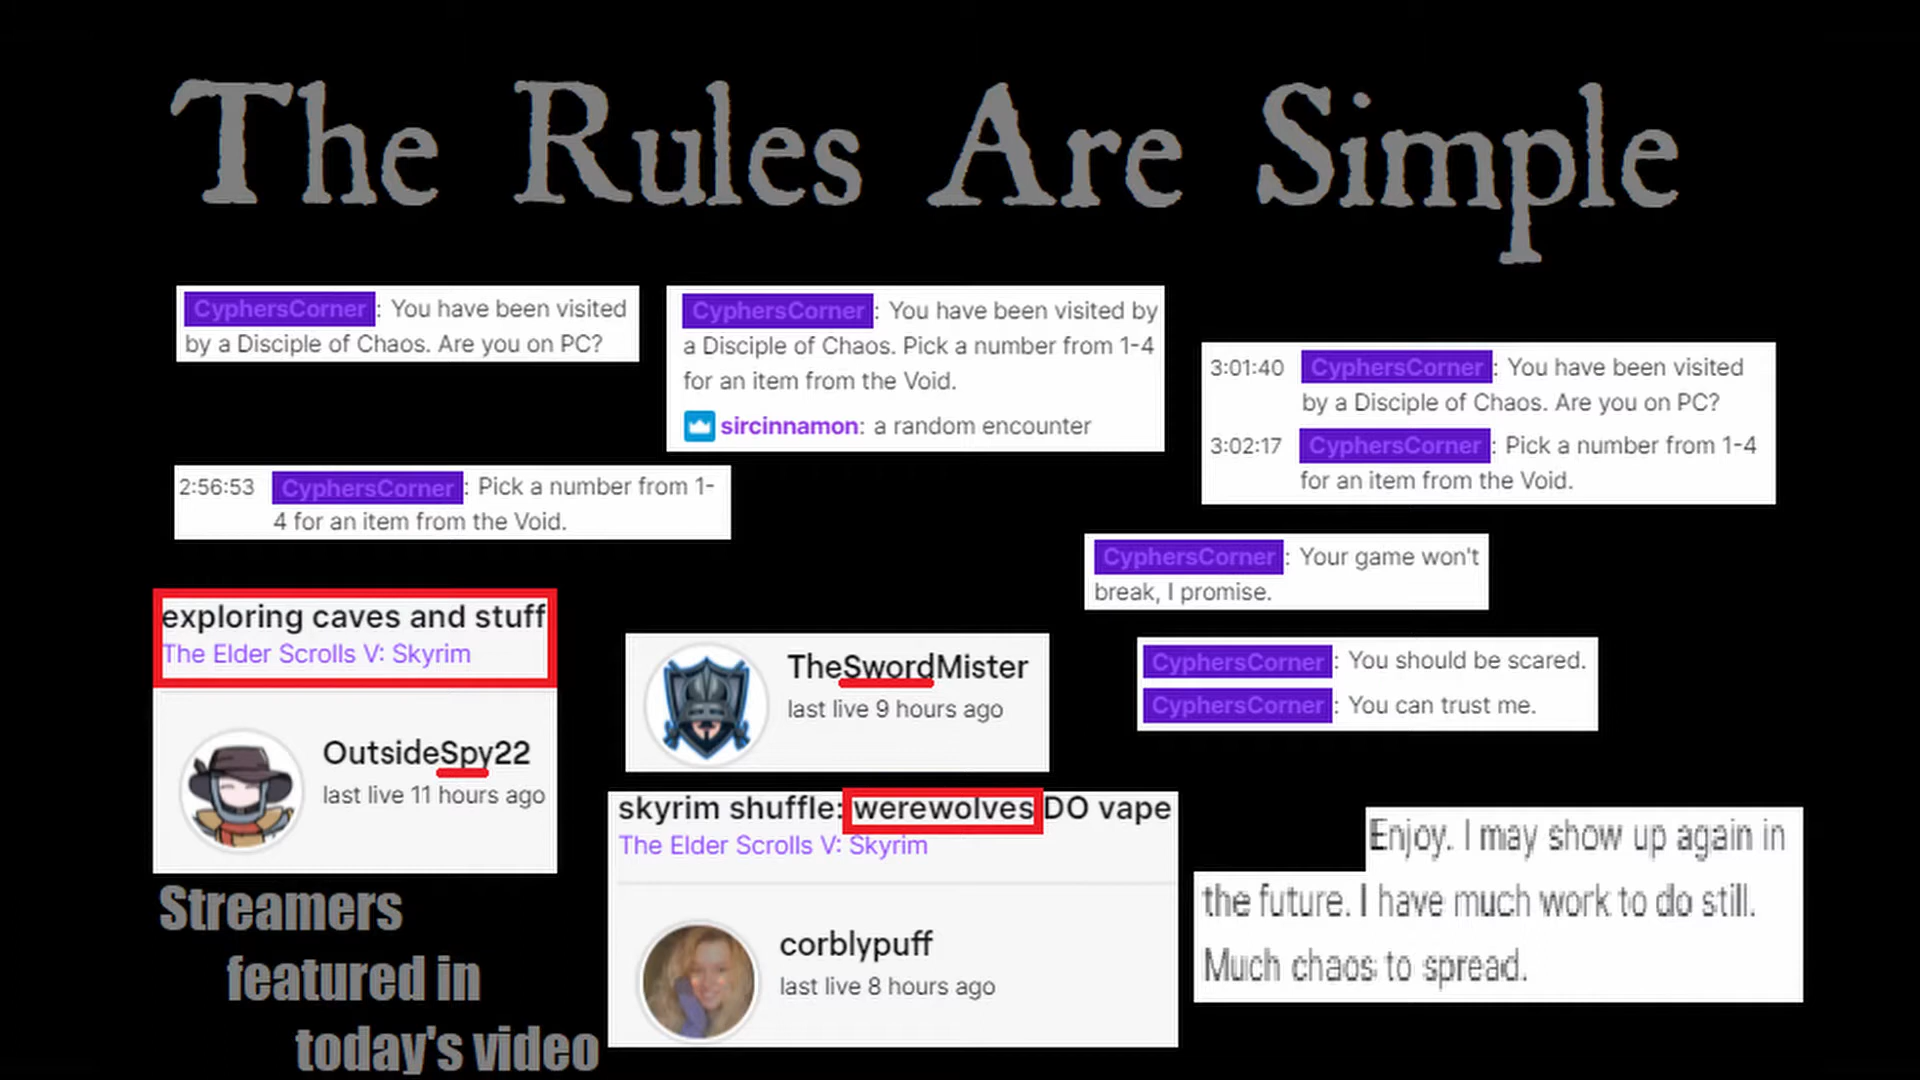 The Rules Are Simple
CyphersCorner: You have been visited
by a Disciple of Chaos. Are you on PC?
CyphersCorner: You have been visited by
a Disciple of Chaos. Pick a number from 1-4
for an item from the Void.
sircinnamon: a random encounter
3:01:40 CyphersCorner: You have been visited
by a Disciple of Chaos. Are you on PC?
3:02:17 CyphersCorner: Pick a number from 1-4
for an item from the Void.
2:56:53 CyphersCorner: Pick a number from 1-
4 for an item from the Void.
CyphersCorner: Your game won't
break, I promise.
exploring caves and stuff
The Elder Scrolls V: Skyrim
OutsideSpy22
last live 11 hours ago
TheSwordMister
last live 9 hours ago
CyphersCorner: You should be scared.
CyphersCorner: You can trust me.
skyrim shuffle: werewolves DO vape
The Elder Scrolls V: Skyrim
corblypuff
last live 8 hours ago
Enjoy. I may show up again in
the future. I have much work to do still.
Much chaos to spread.
Streamers
featured in
today's video